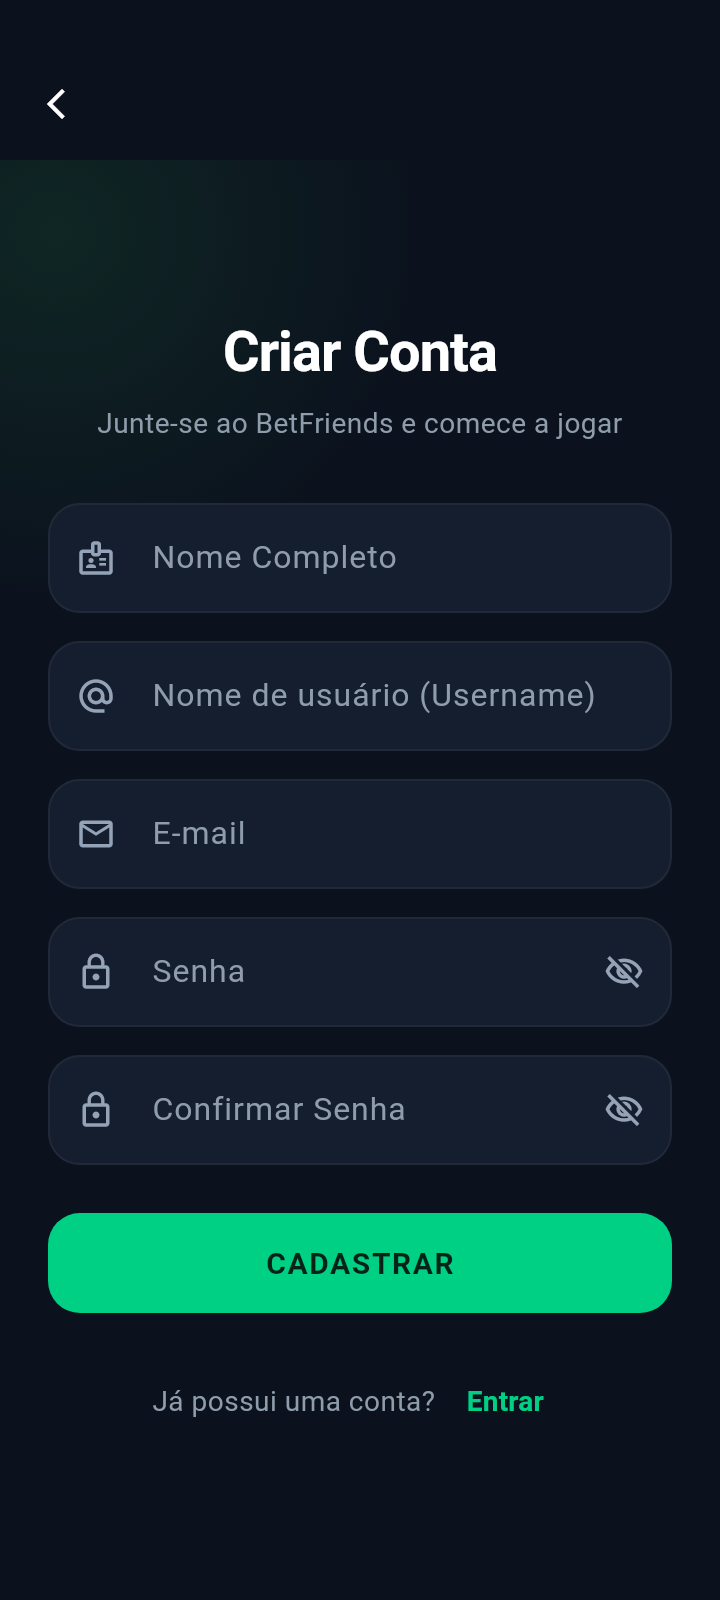 Criar Conta
Junte-se ao BetFriends e comece a jogar
Nome Completo
Nome de usuário (Username)
E-mail
Senha
Confirmar Senha
CADASTRAR
Já possui uma conta? Entrar